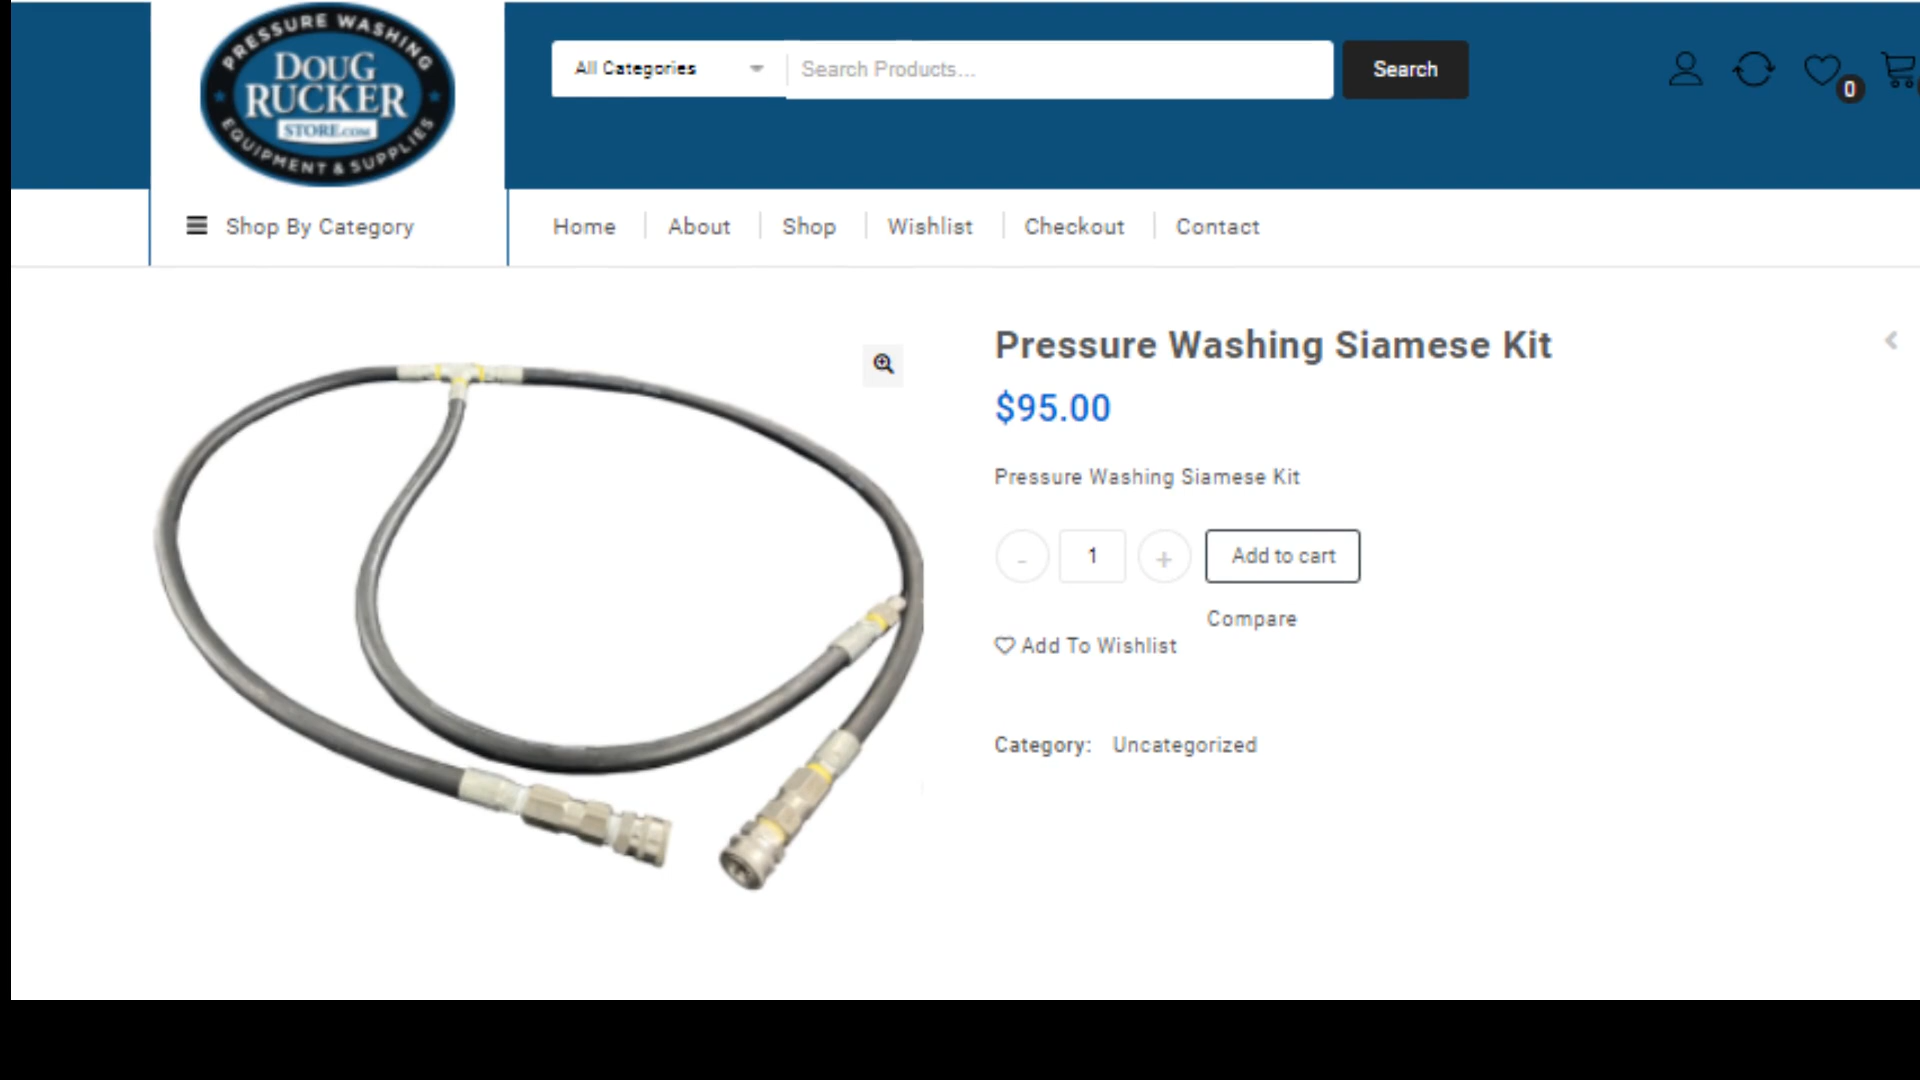 PRESSURE WASHING
DOUG
RUCKER
STORE.COM
EQUIPMENT & SUPPLIES
All Categories
Search Products...
Search
0
Shop By Category
Home
About
Shop
Wishlist
Checkout
Contact
Pressure Washing Siamese Kit
$95.00
Pressure Washing Siamese Kit
- 1 + Add to cart
Compare
Add To Wishlist
Category: Uncategorized